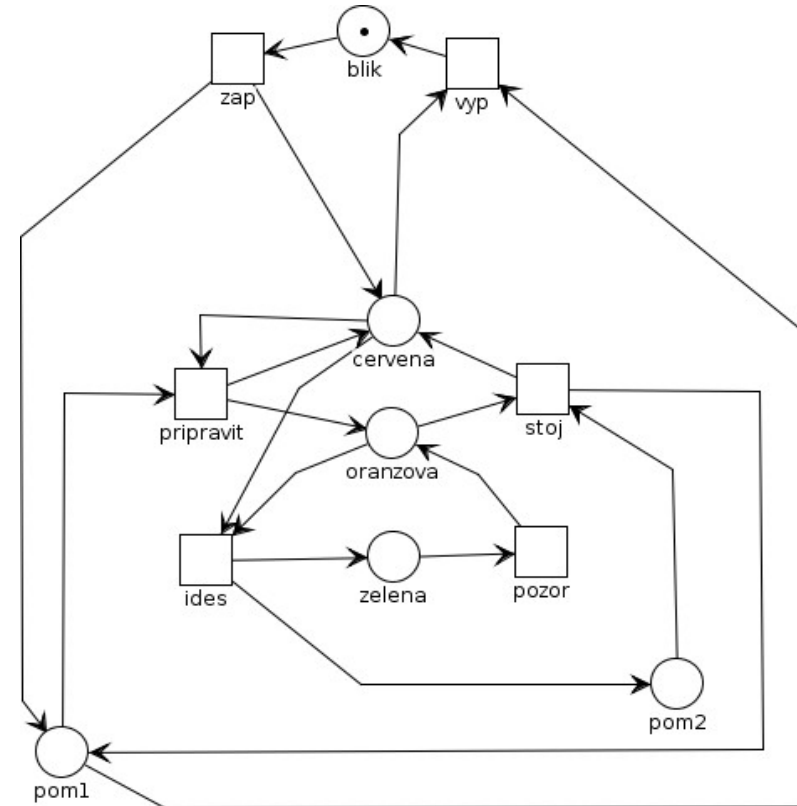 blik
zap
vyp
cervena
pripravit
stoj
oranzova
ides
zelena
pozor
pom2
pom1